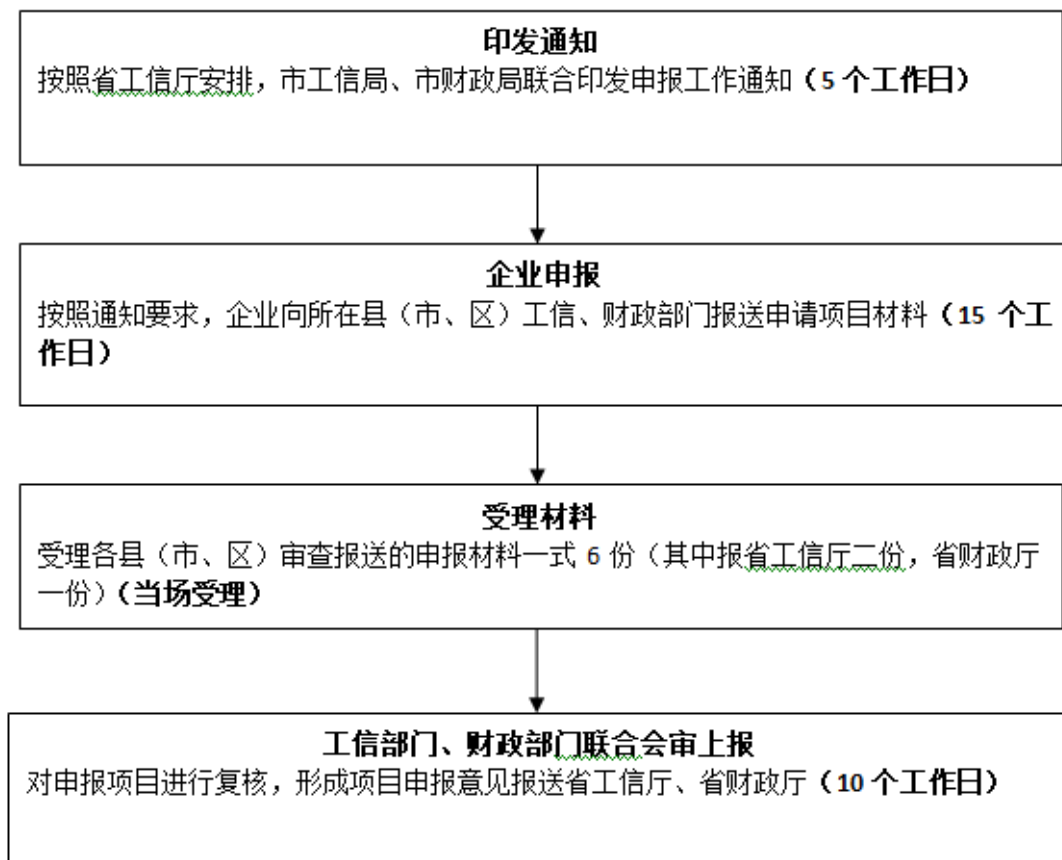 印发通知
按照省工信厅安排，市工信局、市财政局联合印发申报工作通知（5 个工作日）
企业申报
按照通知要求，企业向所在县（市、区）工信、财政部门报送申请项目材料（15 个工
作日）
受理材料
受理各县（市、区）审查报送的申报材料一式 6 份（其中报省工信厅二份，省财政厅
一份）（当场受理）
工信部门、财政部门联合会审上报
对申报项目进行复核，形成项目申报意见报送省工信厅、省财政厅（10 个工作日）